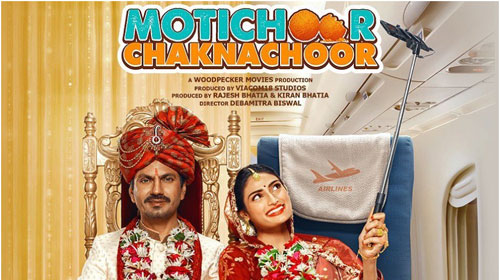 MOTICHOOR
CHAKNACHOOR
A WOODPECKER MOVIES PRODUCTION
PRODUCED BY VIACOM18 STUDIOS
PRODUCED BY RAJESH BHATIA & KIRAN BHATIA
DIRECTOR DEBAMITRA BISWAL
EXIT
AIRLINES